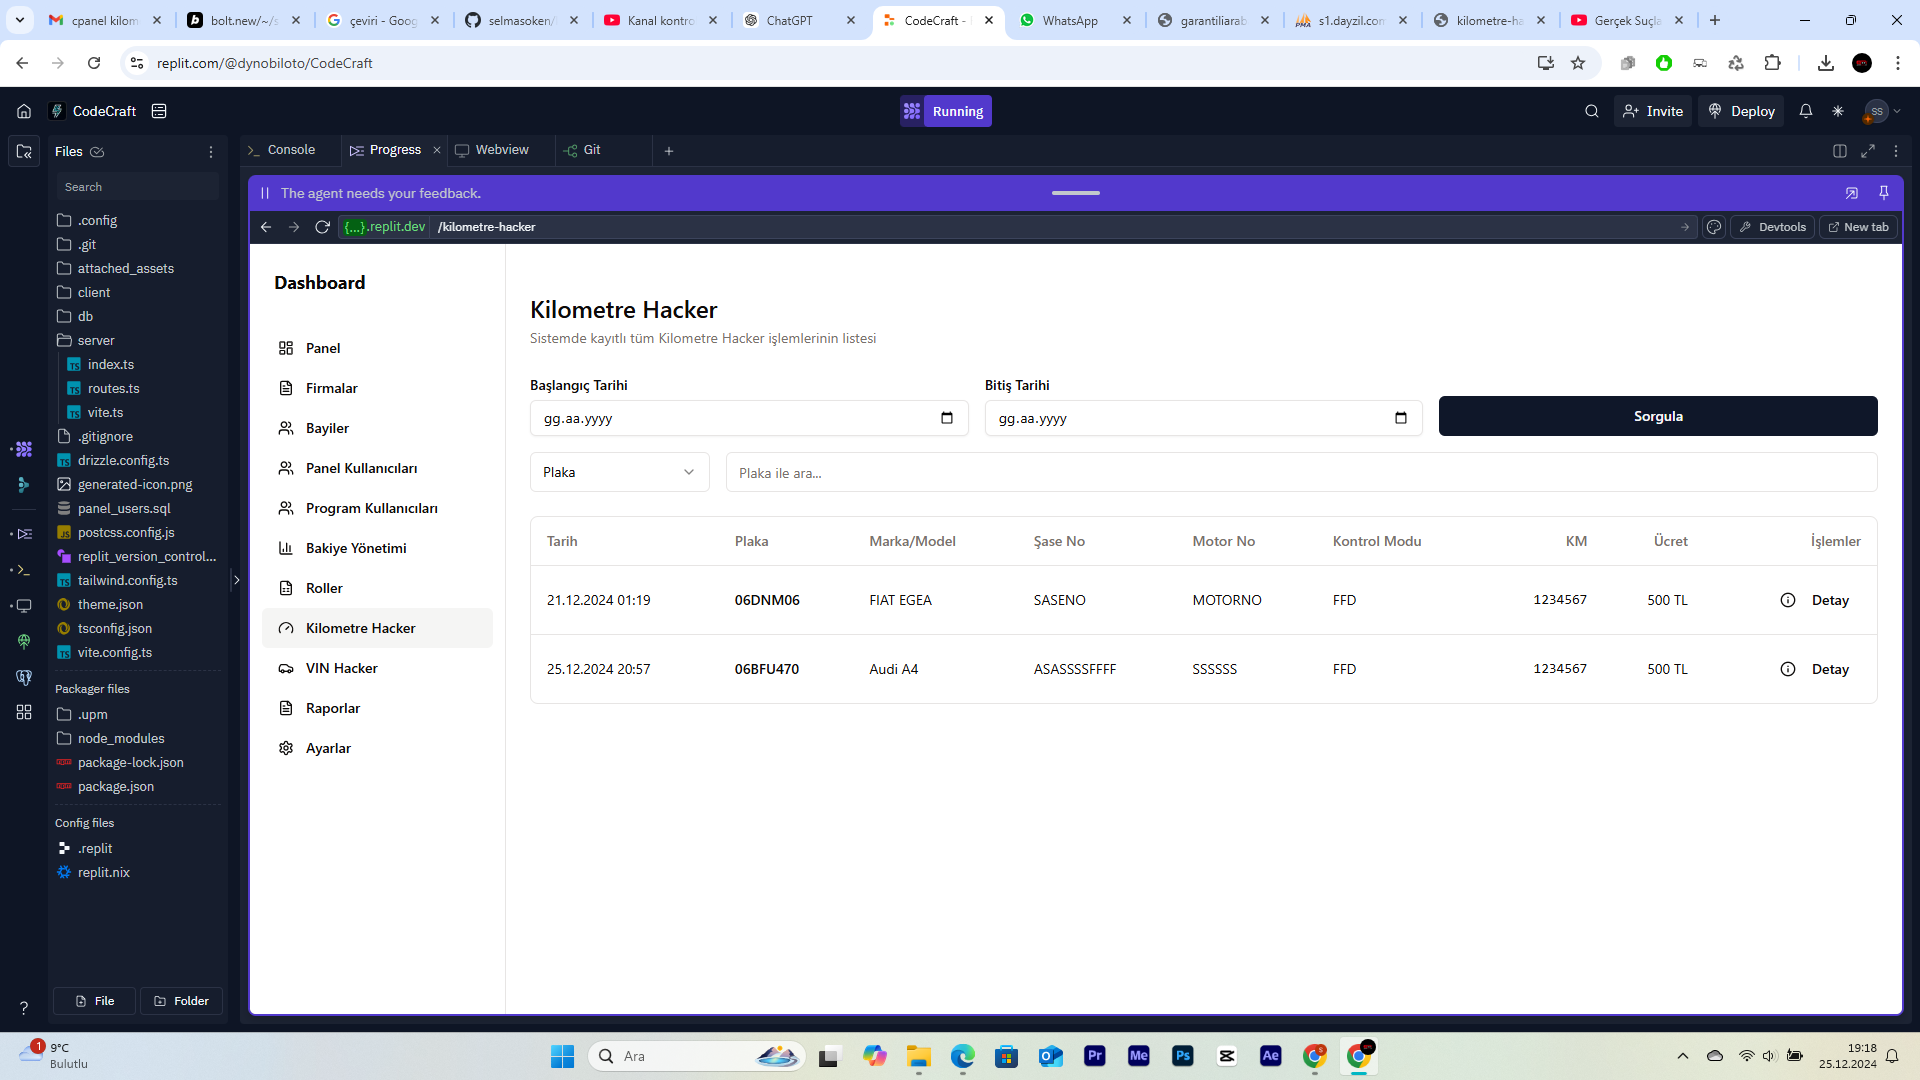 cpanel kilom
bolt.new/~/s
çeviri - Goog
selmasoken/
Kanal kontro
ChatGPT
CodeCraft -
WhatsApp
garantiliarab
s1.dayzil.com
kilometre-ha
Gerçek Suçla
replit.com/@dynobiloto/CodeCraft
CodeCraft
Running
Invite
Deploy
SS
Files
Console
Progress
Webview
Git
Search
The agent needs your feedback.
{...}.replit.dev
/kilometre-hacker
Devtools
New tab
.config
.git
attached_assets
client
db
server
index.ts
routes.ts
vite.ts
.gitignore
drizzle.config.ts
generated-icon.png
panel_users.sql
postcss.config.js
replit_version_control...
tailwind.config.ts
theme.json
tsconfig.json
vite.config.ts
Packager files
.upm
node_modules
package-lock.json
package.json
Config files
.replit
replit.nix
File
Folder
Dashboard
Panel
Firmalar
Bayiler
Panel Kullanıcıları
Program Kullanıcıları
Bakiye Yönetimi
Roller
Kilometre Hacker
VIN Hacker
Raporlar
Ayarlar
Kilometre Hacker
Sistemde kayıtlı tüm Kilometre Hacker işlemlerinin listesi
Başlangıç Tarihi
Bitiş Tarihi
gg.aa.yyyy
gg.aa.yyyy
Sorgula
Plaka
Plaka ile ara...
Tarih Plaka Marka/Model Şase No Motor No Kontrol Modu KM Ücret İşlemler
21.12.2024 01:19 06DNM06 FIAT EGEA SASENO MOTORNO FFD 1234567 500 TL Detay
25.12.2024 20:57 06BFU470 Audi A4 ASASSSSFFFF SSSSSS FFD 1234567 500 TL Detay
1
9°C
Bulutlu
Ara
Pr
Me
Ps
Ae
19:18
25.12.2024